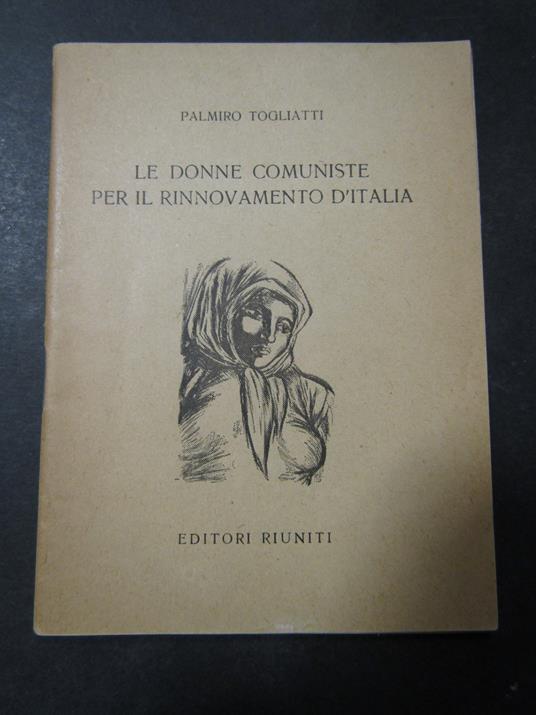 PALMIRO TOGLIATTI
LE DONNE COMUNISTE
PER IL RINNOVAMENTO D'ITALIA
EDITORI RIUNITI